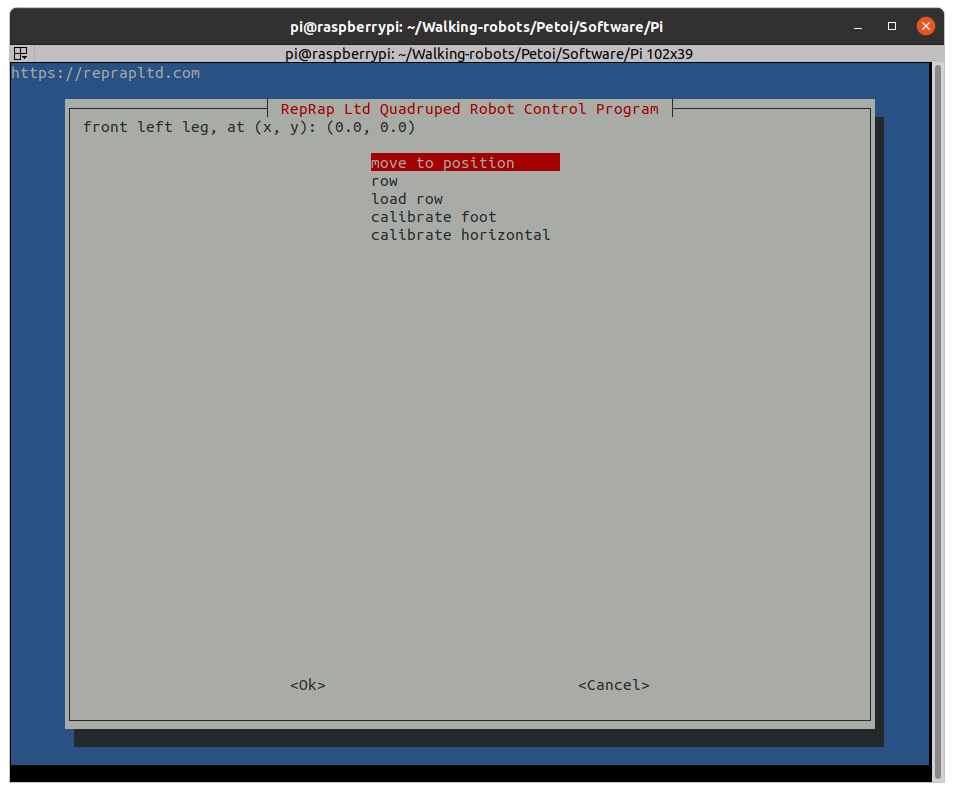 pi@raspberrypi: ~/Walking-robots/Petoi/Software/Pi
pi@raspberrypi: ~/Walking-robots/Petoi/Software/Pi 102x39
https://reprapltd.com
RepRap Ltd Quadruped Robot Control Program
front left leg, at (x, y): (0.0, 0.0)
move to position
row
load row
calibrate foot
calibrate horizontal
<Ok> <Cancel>